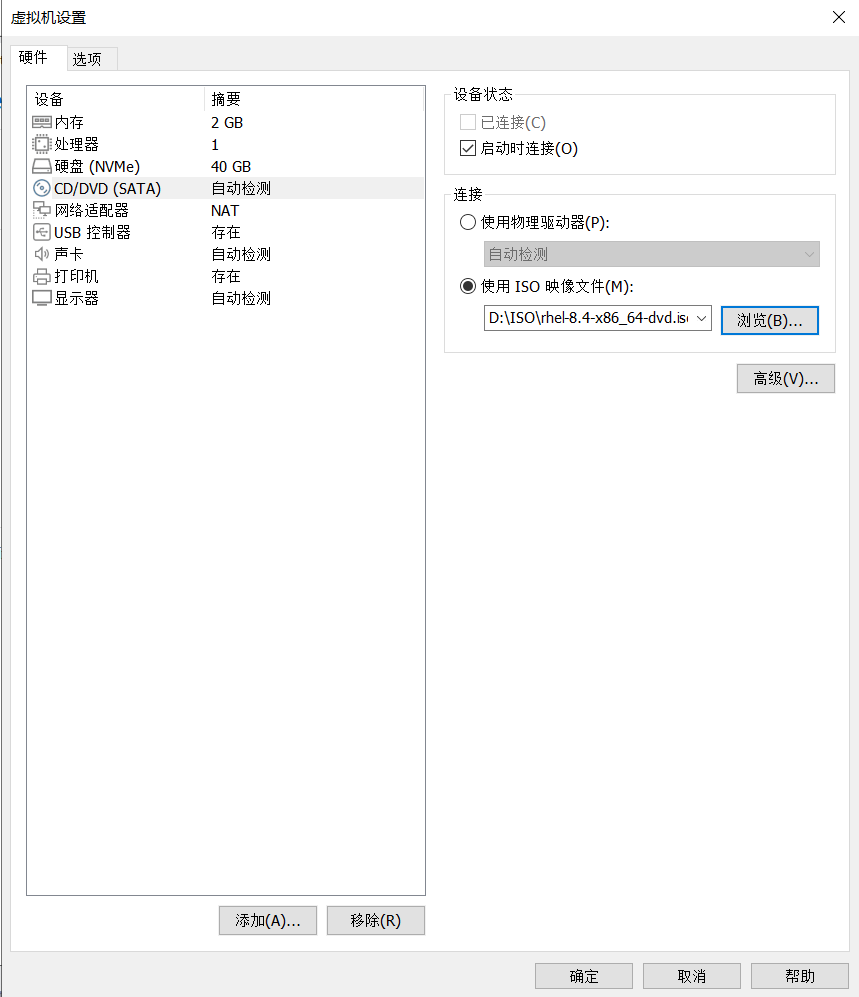 虚拟机设置
硬件 选项
设备 摘要
内存 2 GB
处理器 1
硬盘 (NVMe) 40 GB
CD/DVD (SATA) 自动检测
网络适配器 NAT
USB 控制器 存在
声卡 自动检测
打印机 存在
显示器 自动检测
添加(A)... 移除(R)
设备状态
已连接(C)
启动时连接(O)
连接
使用物理驱动器(P):
自动检测
使用 ISO 映像文件(M):
D:\ISO\rhel-8.4-x86_64-dvd.iso 浏览(B)...
高级(V)...
确定 取消 帮助